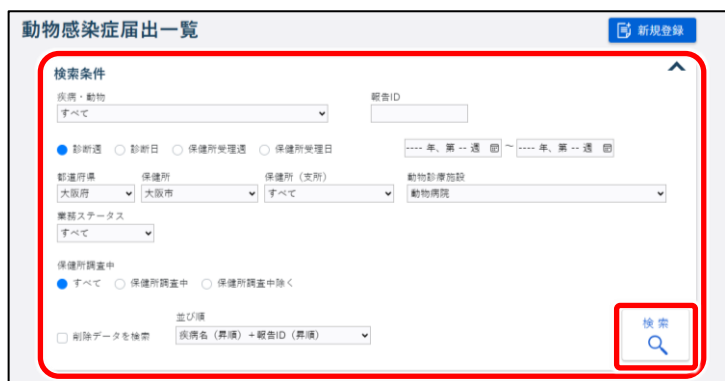 動物感染症届出一覧
新規登録
検索条件
疾病・動物
報告ID
すべて
診断週 診断日 保健所受理週 保健所受理日 ---- 年、第 -- 週 ~ ---- 年、第 -- 週
都道府県 保健所 保健所（支所） 動物診療施設
大阪府 大阪市 すべて 動物病院
業務ステータス
すべて
保健所調査中
すべて 保健所調査中 保健所調査中除く
並び順
削除データを検索 疾病名（昇順）+報告ID（昇順）
検索